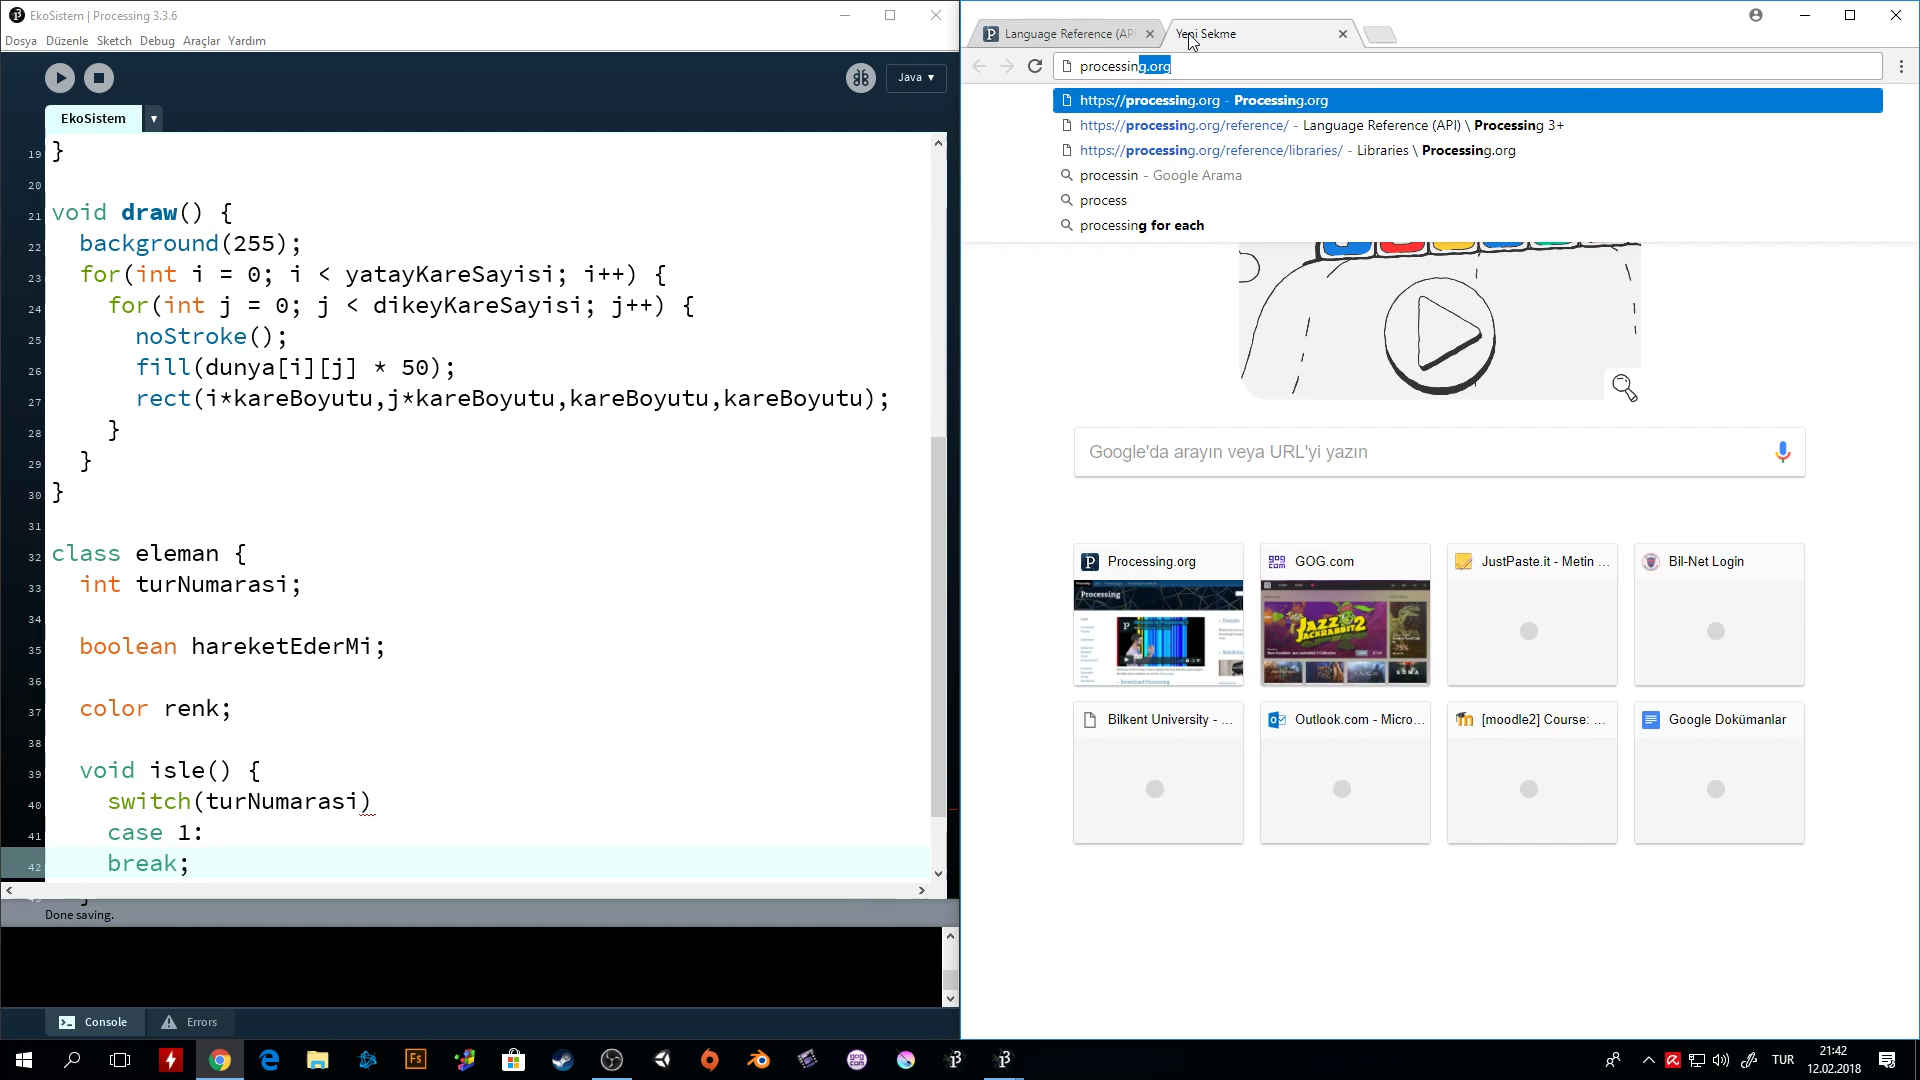 EkoSistem | Processing 3.3.6
Dosya Düzenle Sketch Debug Araçlar Yardım
Java ▾
EkoSistem
19 }
20
21 void draw() {
22 background(255);
23 for(int i = 0; i < yatayKareSayisi; i++) {
24 for(int j = 0; j < dikeyKareSayisi; j++) {
25 noStroke();
26 fill(dunya[i][j] * 50);
27 rect(i*kareBoyutu,j*kareBoyutu,kareBoyutu,kareBoyutu);
28 }
29 }
30 }
31
32 class eleman {
33 int turNumarasi;
34
35 boolean hareketEderMi;
36
37 color renk;
38
39 void isle() {
40 switch(turNumarasi)
41 case 1:
42 break;
Done saving.
Console Errors
Language Reference (AP
Yeni Sekme
processing.org
https://processing.org - Processing.org
https://processing.org/reference/ - Language Reference (API) \ Processing 3+
https://processing.org/reference/libraries/ - Libraries \ Processing.org
processin - Google Arama
process
processing for each
Google'da arayın veya URL'yi yazın
Processing.org
GOG.com
JustPaste.it - Metin ...
Bil-Net Login
Processing
JAZZ JACKRABBIT 2
Bilkent University - ...
Outlook.com - Micro...
[moodle2] Course: ...
Google Dokümanlar
Fs
TUR
21:42
12.02.2018